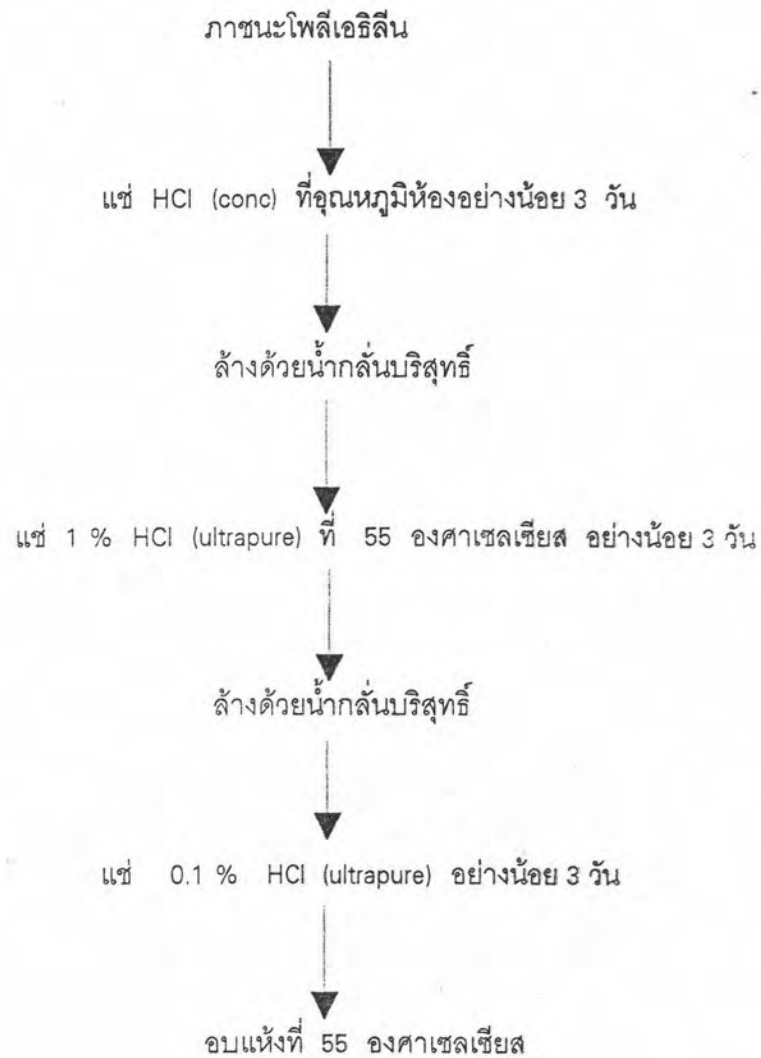 ภาชนะโพลีเอธิลีน
แช่ HCl (conc) ที่อุณหภูมิห้องอย่างน้อย 3 วัน
ล้างด้วยน้ำกลั่นบริสุทธิ์
แช่ 1 % HCl (ultrapure) ที่ 55 องศาเซลเซียส อย่างน้อย 3 วัน
ล้างด้วยน้ำกลั่นบริสุทธิ์
แช่ 0.1 % HCl (ultrapure) อย่างน้อย 3 วัน
อบแห้งที่ 55 องศาเซลเซียส